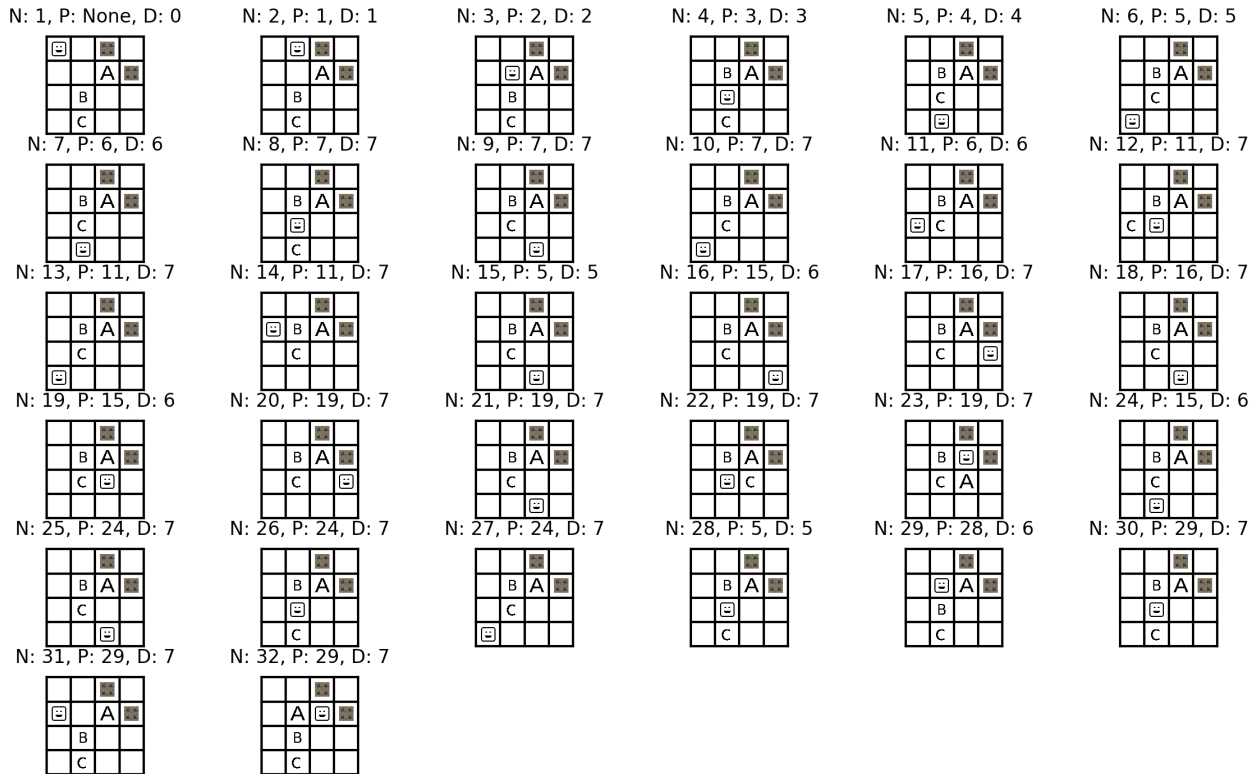 N: 1, P: None, D: 0
A
B
C
N: 2, P: 1, D: 1
A
B
C
N: 3, P: 2, D: 2
A
B
C
N: 4, P: 3, D: 3
B A
C
N: 5, P: 4, D: 4
B A
C
N: 6, P: 5, D: 5
B A
C
N: 7, P: 6, D: 6
B A
C
N: 8, P: 7, D: 7
B A
C
N: 9, P: 7, D: 7
B A
C
N: 10, P: 7, D: 7
B A
C
N: 11, P: 6, D: 6
B A
C
N: 12, P: 11, D: 7
B A
C
N: 13, P: 11, D: 7
B A
C
N: 14, P: 11, D: 7
B A
C
N: 15, P: 5, D: 5
B A
C
N: 16, P: 15, D: 6
B A
C
N: 17, P: 16, D: 7
B A
C
N: 18, P: 16, D: 7
B A
C
N: 19, P: 15, D: 6
B A
C
N: 20, P: 19, D: 7
B A
C
N: 21, P: 19, D: 7
B A
C
N: 22, P: 19, D: 7
B A
C
N: 23, P: 19, D: 7
B
C A
N: 24, P: 15, D: 6
B A
C
N: 25, P: 24, D: 7
B A
C
N: 26, P: 24, D: 7
B A
C
N: 27, P: 24, D: 7
B A
C
N: 28, P: 5, D: 5
B A
C
N: 29, P: 28, D: 6
A
B
C
N: 30, P: 29, D: 7
B A
C
N: 31, P: 29, D: 7
A
B
C
N: 32, P: 29, D: 7
A
B
C